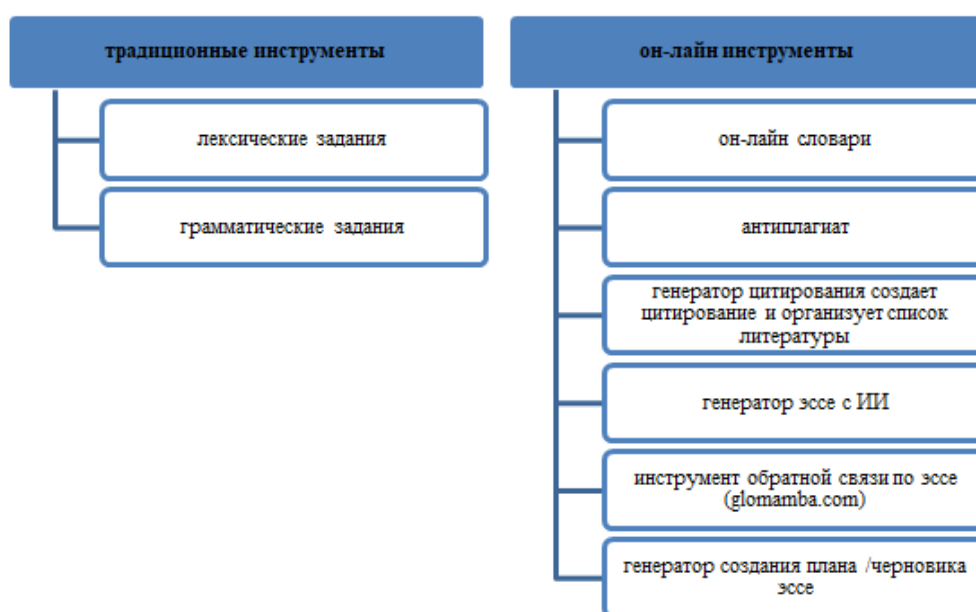 традиционные инструменты
лексические задания
грамматические задания
он-лайн инструменты
он-лайн словари
антиплагиат
генератор цитирования создает
цитирование и организует список
литературы
генератор эссе с ИИ
инструмент обратной связи по эссе
(glomamba.com)
генератор создания плана /черновика
эссе